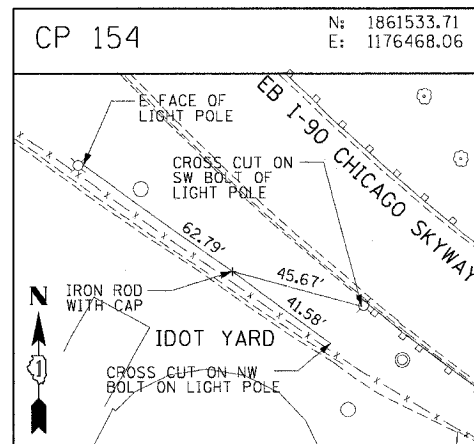 CP 154
N: 1861533.71
E: 1176468.06
E FACE OF
LIGHT POLE
EB I-90 CHICAGO SKYWAY
CROSS CUT ON
SW BOLT OF
LIGHT POLE
62.79'
45.67'
41.58'
IRON ROD
WITH CAP
N
IDOT YARD
1
CROSS CUT ON NW
BOLT ON LIGHT POLE